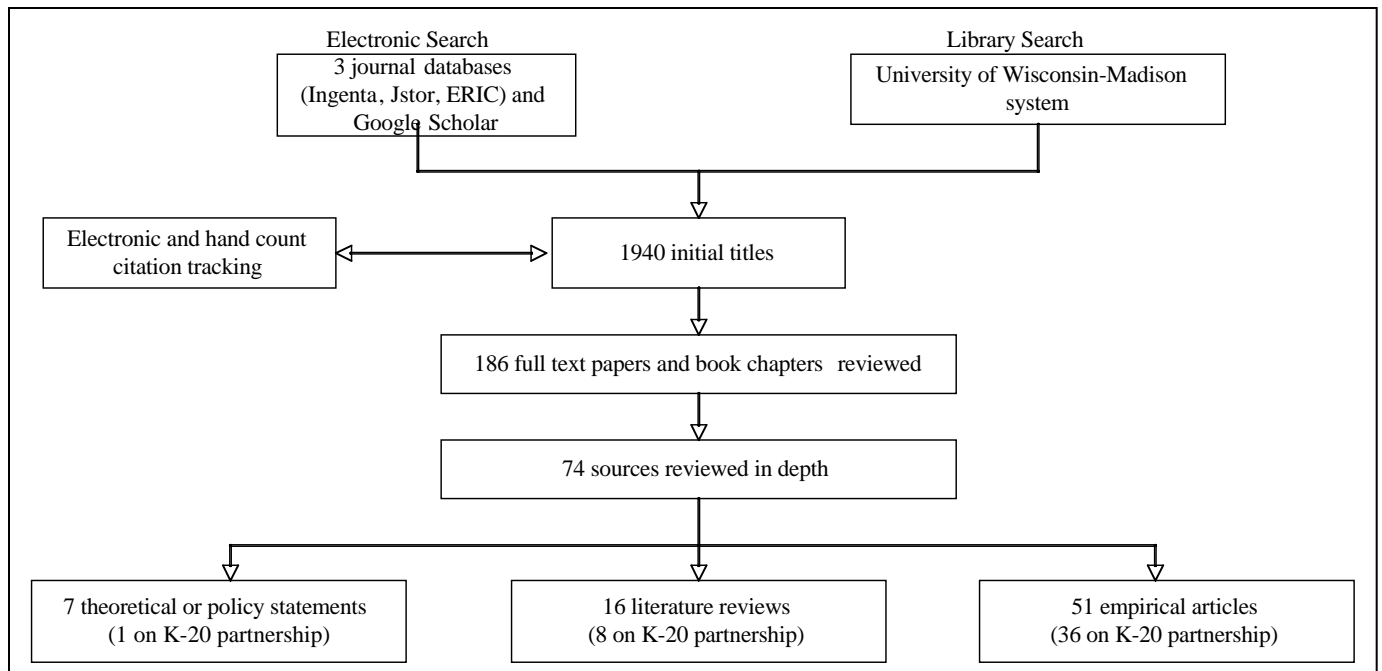 Electronic Search
3 journal databases
(Ingenta, Jstor, ERIC) and
Google Scholar
Library Search
University of Wisconsin-Madison
system
Electronic and hand count
citation tracking
1940 initial titles
186 full text papers and book chapters reviewed
74 sources reviewed in depth
7 theoretical or policy statements
(1 on K-20 partnership)
16 literature reviews
(8 on K-20 partnership)
51 empirical articles
(36 on K-20 partnership)